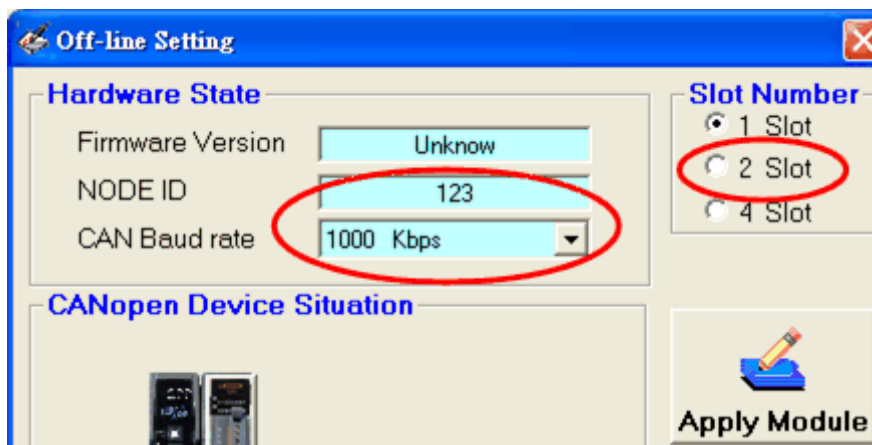 Off-line Setting
Hardware State
Firmware Version
Unknow
NODE ID
123
CAN Baud rate
1000 Kbps
Slot Number
1 Slot
2 Slot
4 Slot
CANopen Device Situation
Apply Module